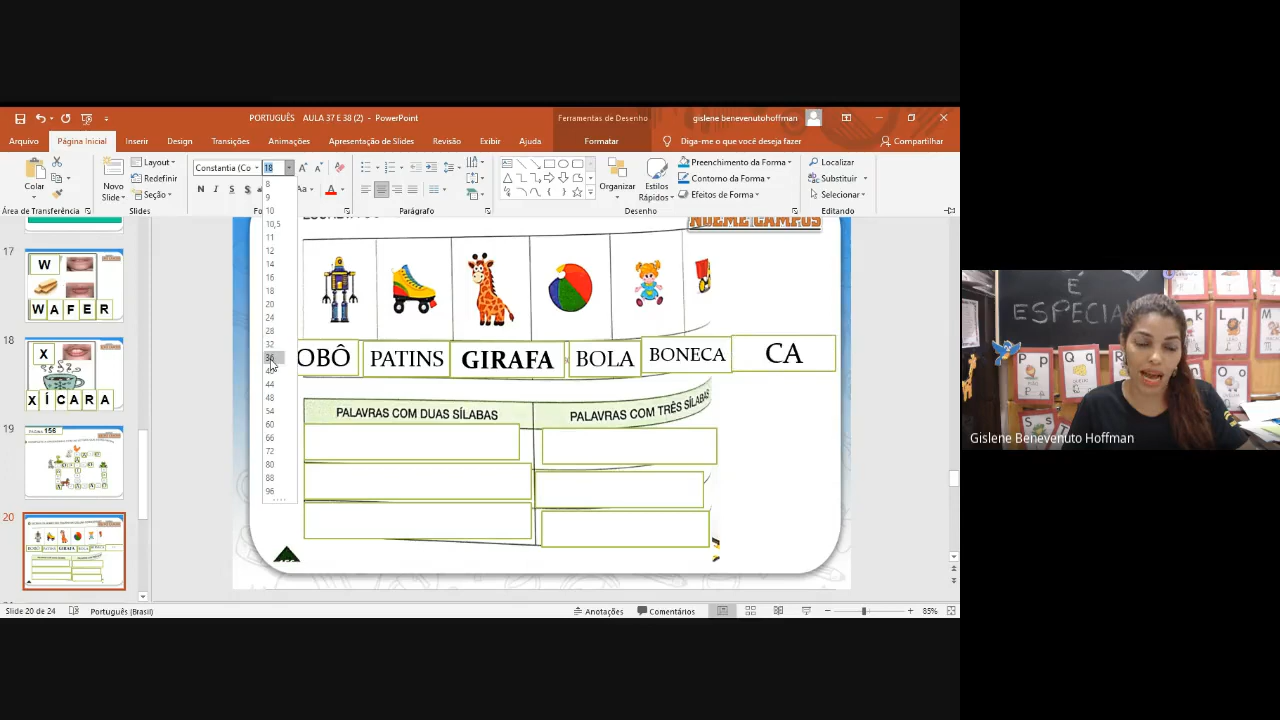 PORTUGUÊS AULA 37 E 38 (2) - PowerPoint
Ferramentas de Desenho
gislene benevenutohoffman
Arquivo
Página Inicial
Inserir
Design
Transições
Animações
Apresentação de Slides
Revisão
Exibir
Ajuda
Formatar
Diga-me o que você deseja fazer
Compartilhar
Colar
Novo Slide
Layout
Redefinir
Seção
Constantia (Co
18
N
I
S
Organizar
Estilos Rápidos
Preenchimento da Forma
Contorno da Forma
Efeitos de Forma
Localizar
Substituir
Selecionar
Área de Transferência
Slides
Parágrafo
Desenho
Editando
8
9
10
10,5
11
12
14
16
18
20
24
28
32
36
44
48
54
60
66
72
80
88
96
17
W
W A F E R
18
X
X Í C A R A
19
PÁGINA 156
20
NOEME CAMPOS
OBÔ
PATINS
GIRAFA
BOLA
BONECA
CA
PALAVRAS COM DUAS SÍLABAS
PALAVRAS COM TRÊS SÍLABAS
Slide 20 de 24
Português (Brasil)
Anotações
Comentários
85%
É
ESPECIA
P p
Q q
R
Gislene Benevenuto Hoffman